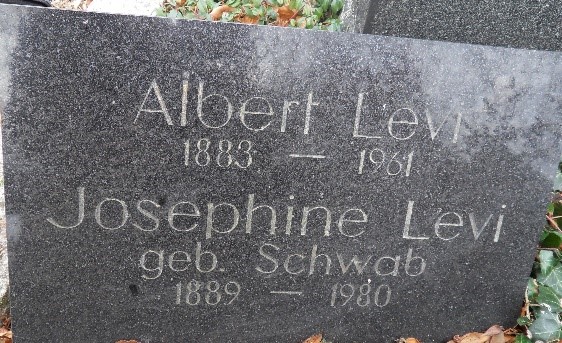 Albert Levi
1883 — 1961
Josephine Levi
geb. Schwab
1889 — 1980